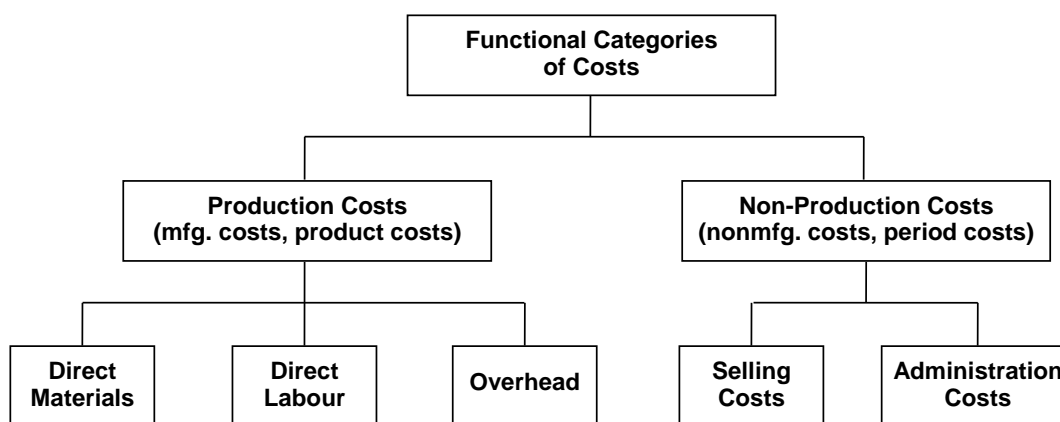 Functional Categories
of Costs
Production Costs
(mfg. costs, product costs)
Non-Production Costs
(nonmfg. costs, period costs)
Direct
Materials
Direct
Labour
Overhead
Selling
Costs
Administration
Costs